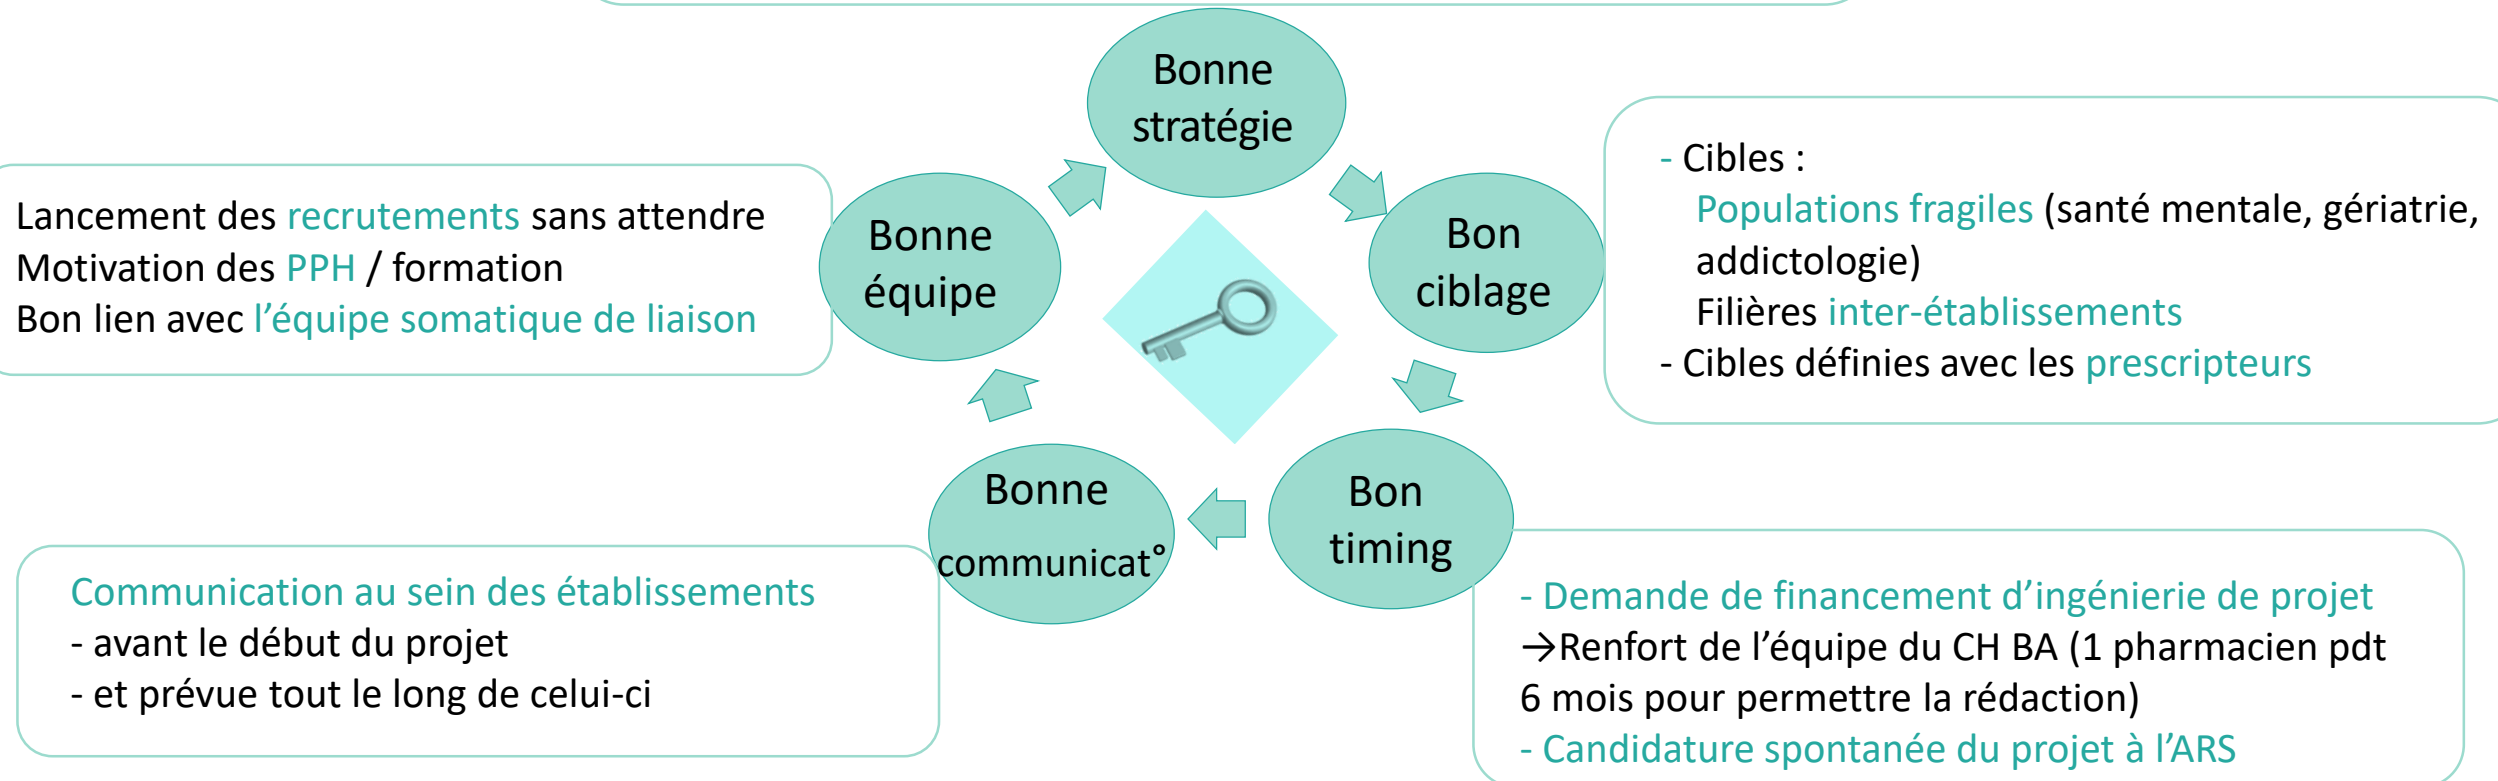 Bonne
stratégie
- Cibles :
Populations fragiles (santé mentale, gériatrie,
addictologie)
Filières inter-établissements
- Cibles définies avec les prescripteurs
Bon
ciblage
Lancement des recrutements sans attendre
Motivation des PPH / formation
Bon lien avec l’équipe somatique de liaison
Bonne
équipe
Bonne
communicat°
Bon
timing
Communication au sein des établissements
- avant le début du projet
- et prévue tout le long de celui-ci
- Demande de financement d’ingénierie de projet
→Renfort de l’équipe du CH BA (1 pharmacien pdt
6 mois pour permettre la rédaction)
- Candidature spontanée du projet à l’ARS